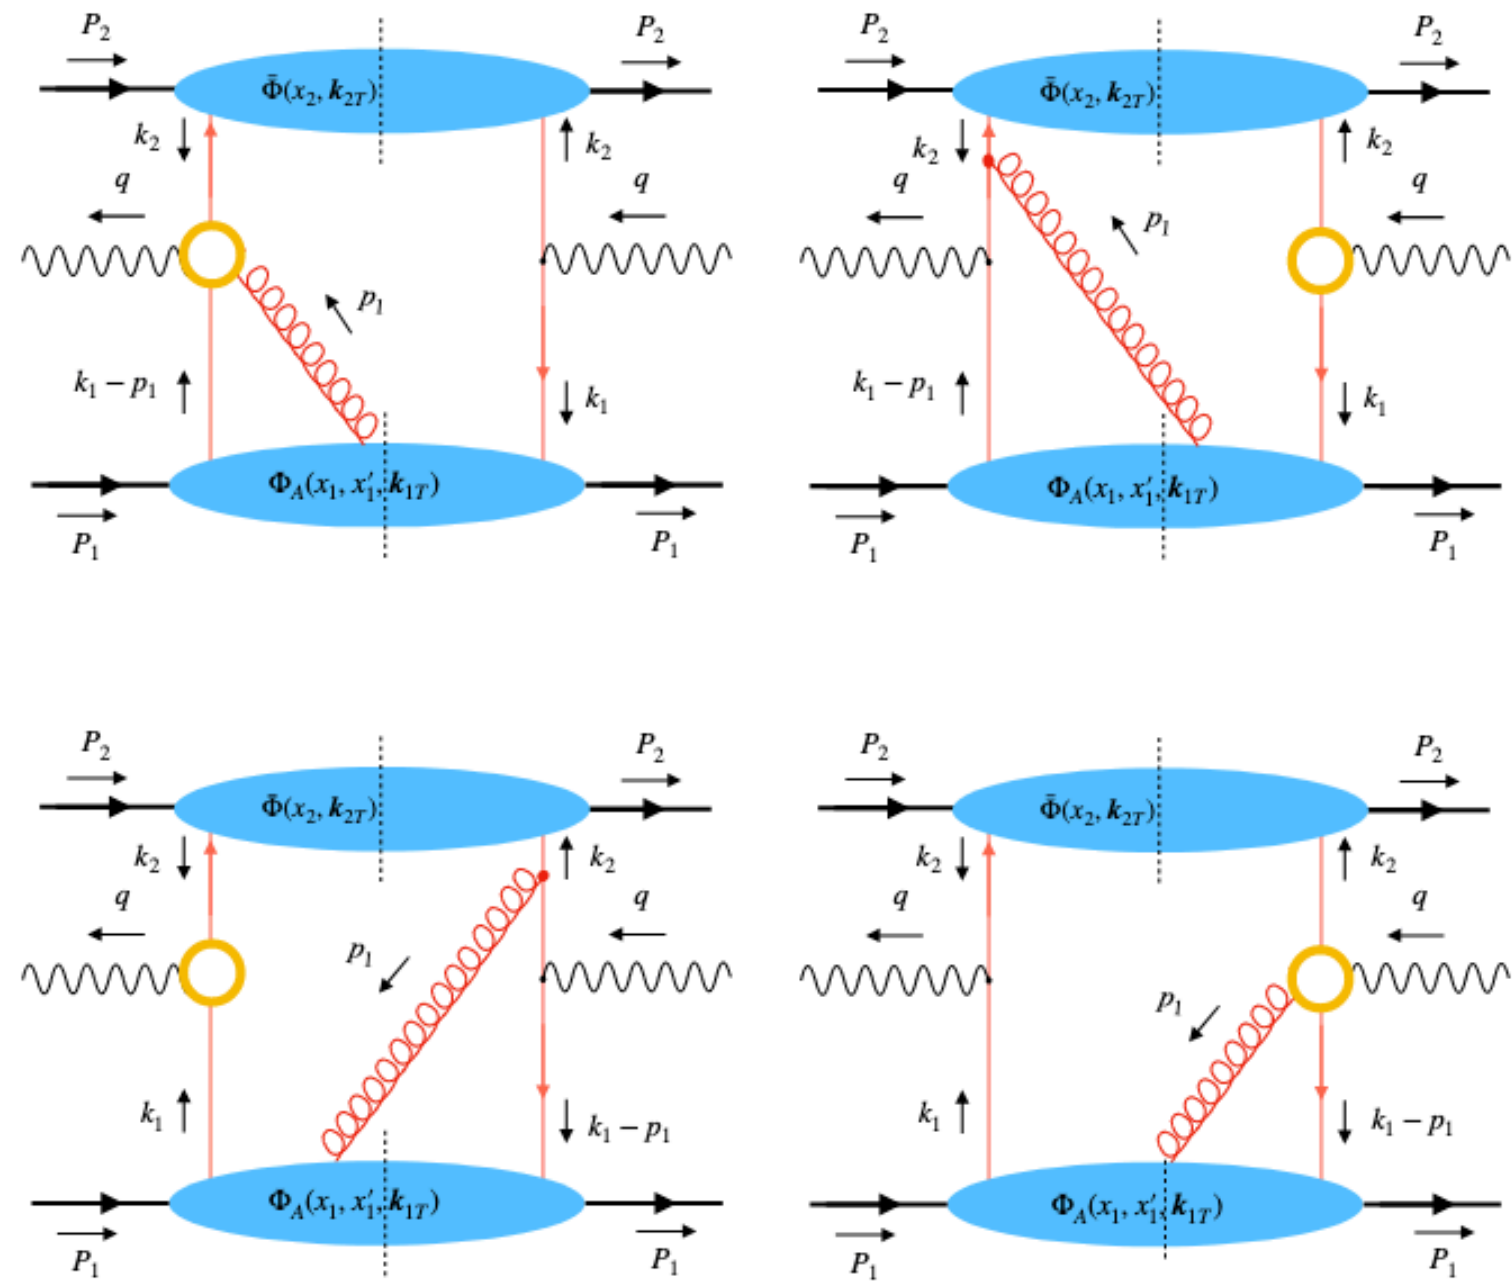 P₂ P₂ P₂ P₂
Φ̄(x₂, k₂T) Φ̄(x₂, k₂T)
k₂ k₂ k₂ k₂
q q q q
p₁ p₁
k₁ − p₁ k₁ k₁ − p₁ k₁
Φ_A(x₁, x₁′, k₁T) Φ_A(x₁, x₁′, k₁T)
P₁ P₁ P₁ P₁
P₂ P₂ P₂ P₂
Φ̄(x₂, k₂T) Φ̄(x₂, k₂T)
k₂ k₂ k₂ k₂
q q q q
p₁ p₁
k₁ k₁ − p₁ k₁ k₁ − p₁
Φ_A(x₁, x₁′, k₁T) Φ_A(x₁, x₁′, k₁T)
P₁ P₁ P₁ P₁